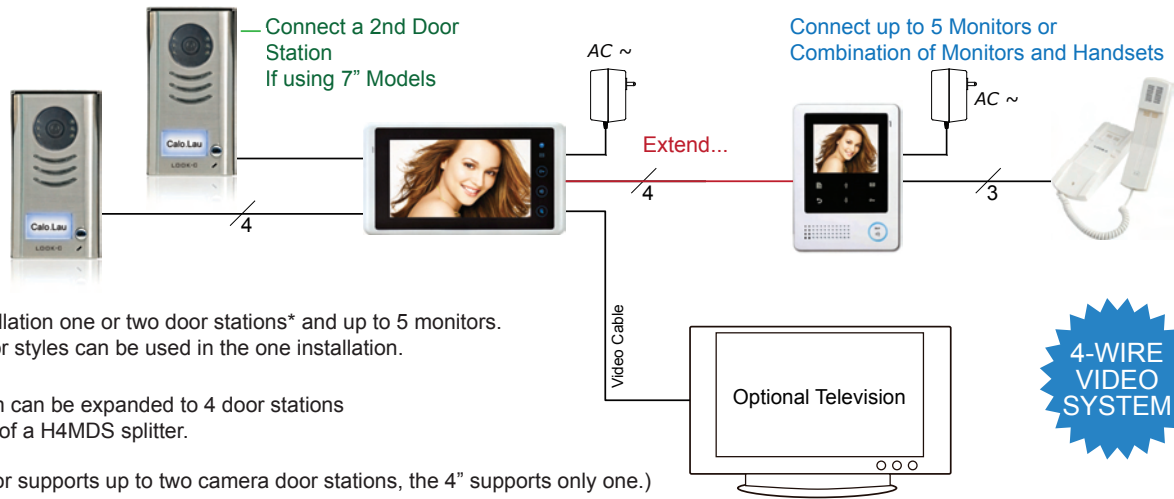 Connect a 2nd Door
Station
If using 7” Models
AC ~
Connect up to 5 Monitors or
Combination of Monitors and Handsets
AC ~
Calo.Lau
LOOK-C
Extend...
4
3
Calo.Lau
LOOK-C
4
llation one or two door stations* and up to 5 monitors.
r styles can be used in the one installation.
n can be expanded to 4 door stations
of a H4MDS splitter.
or supports up to two camera door stations, the 4” supports only one.)
Video Cable
Optional Television
4-WIRE
VIDEO
SYSTEM